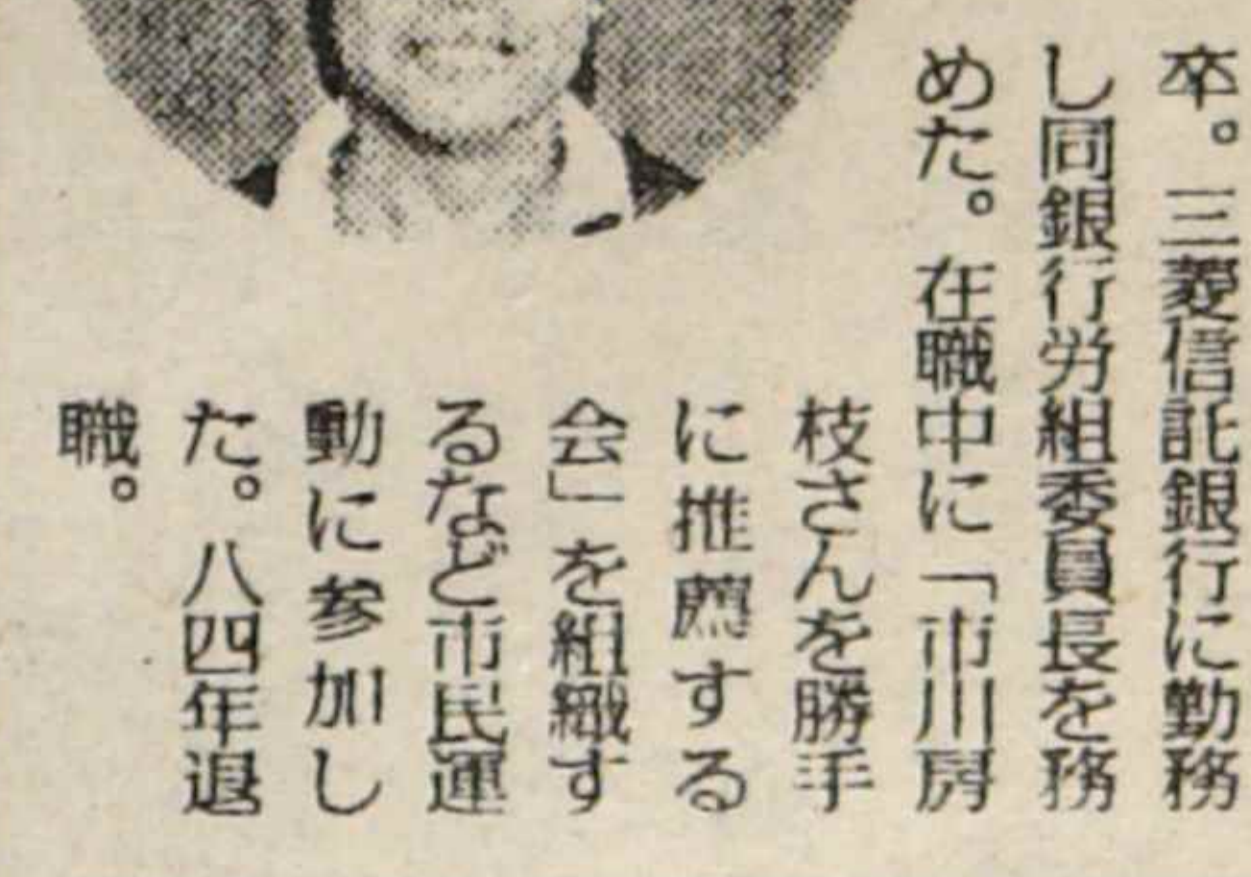 卒。三菱信託銀行に勤務
し同銀行労組委員長を務
めた。在職中に「市川房
枝さんを勝手
に推薦する
会」を組織す
るなど市民運
動に参加し
た。八四年退
職。